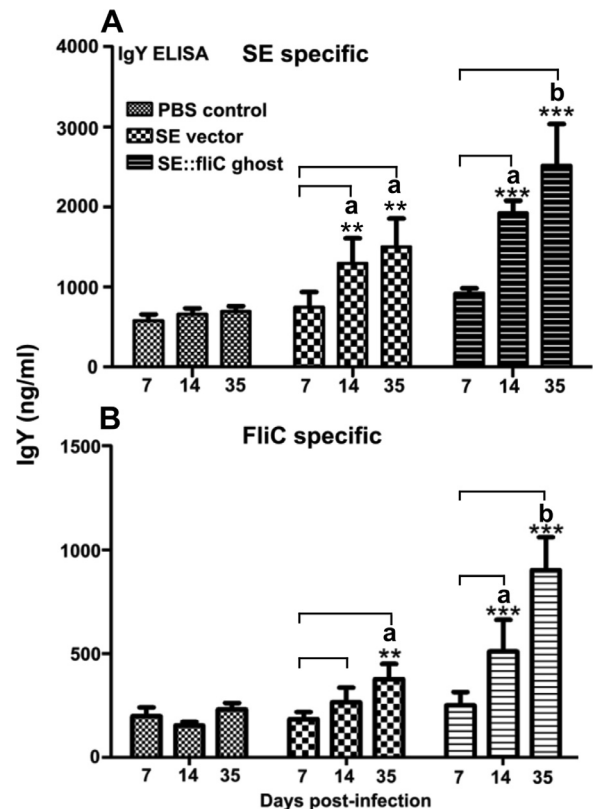 A
IgY ELISA SE specific
4000
PBS control
SE vector
SE::fliC ghost
3000
2000
1000
0
a
**
a
**
a
***
b
***
7 14 35 7 14 35 7 14 35
IgY (ng/ml)
B
FliC specific
1500
1000
500
0
a
**
a
***
b
***
7 14 35 7 14 35 7 14 35
Days post-infection